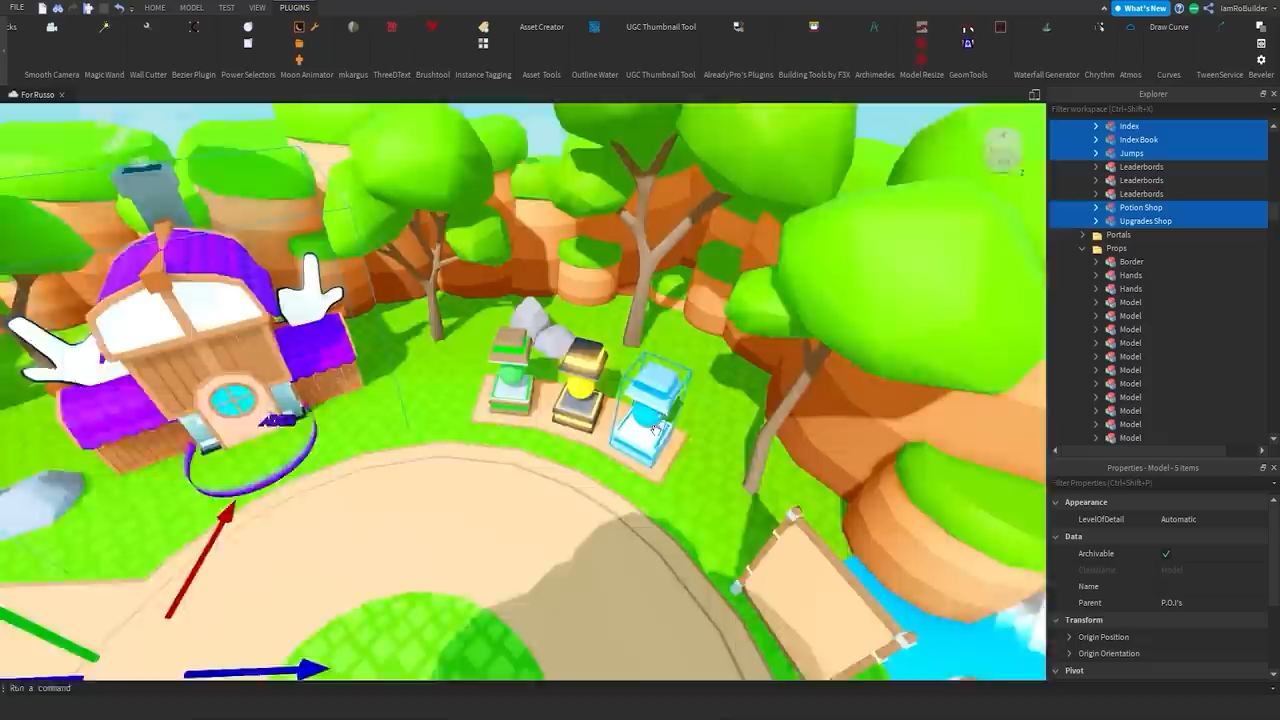 FILE HOME MODEL TEST VIEW PLUGINS What's New IamRoBuilder
Asset Creator UGC Thumbnail Tool Draw Curve
cks Smooth Camera Magic Wand Wall Cutter Bezier Plugin Power Selectors Moon Animator mkargus ThreeDText Brushtool Instance Tagging Asset Tools Outline Water UGC Thumbnail Tool AlreadyPro's Plugins Building Tools by F3X Archimedes Model Resize GeomTools Waterfall Generator Chrythm Atmos Curves TweenService Beveler
For Russo x
Explorer
Filter workspace (Ctrl+Shift+X)
Index
Index Book
Jumps
Leaderbords
Leaderbords
Leaderbords
Potion Shop
Upgrades Shop
Portals
Props
Border
Hands
Hands
Model
Model
Model
Model
Model
Model
Model
Model
Model
Model
Model
Properties - Model - 5 items
Filter Properties (Ctrl+Shift+P)
Appearance
LevelOfDetail Automatic
Data
Archivable
ClassName Model
Name
Parent P.O.I's
Transform
Origin Position
Origin Orientation
Pivot
Run a command